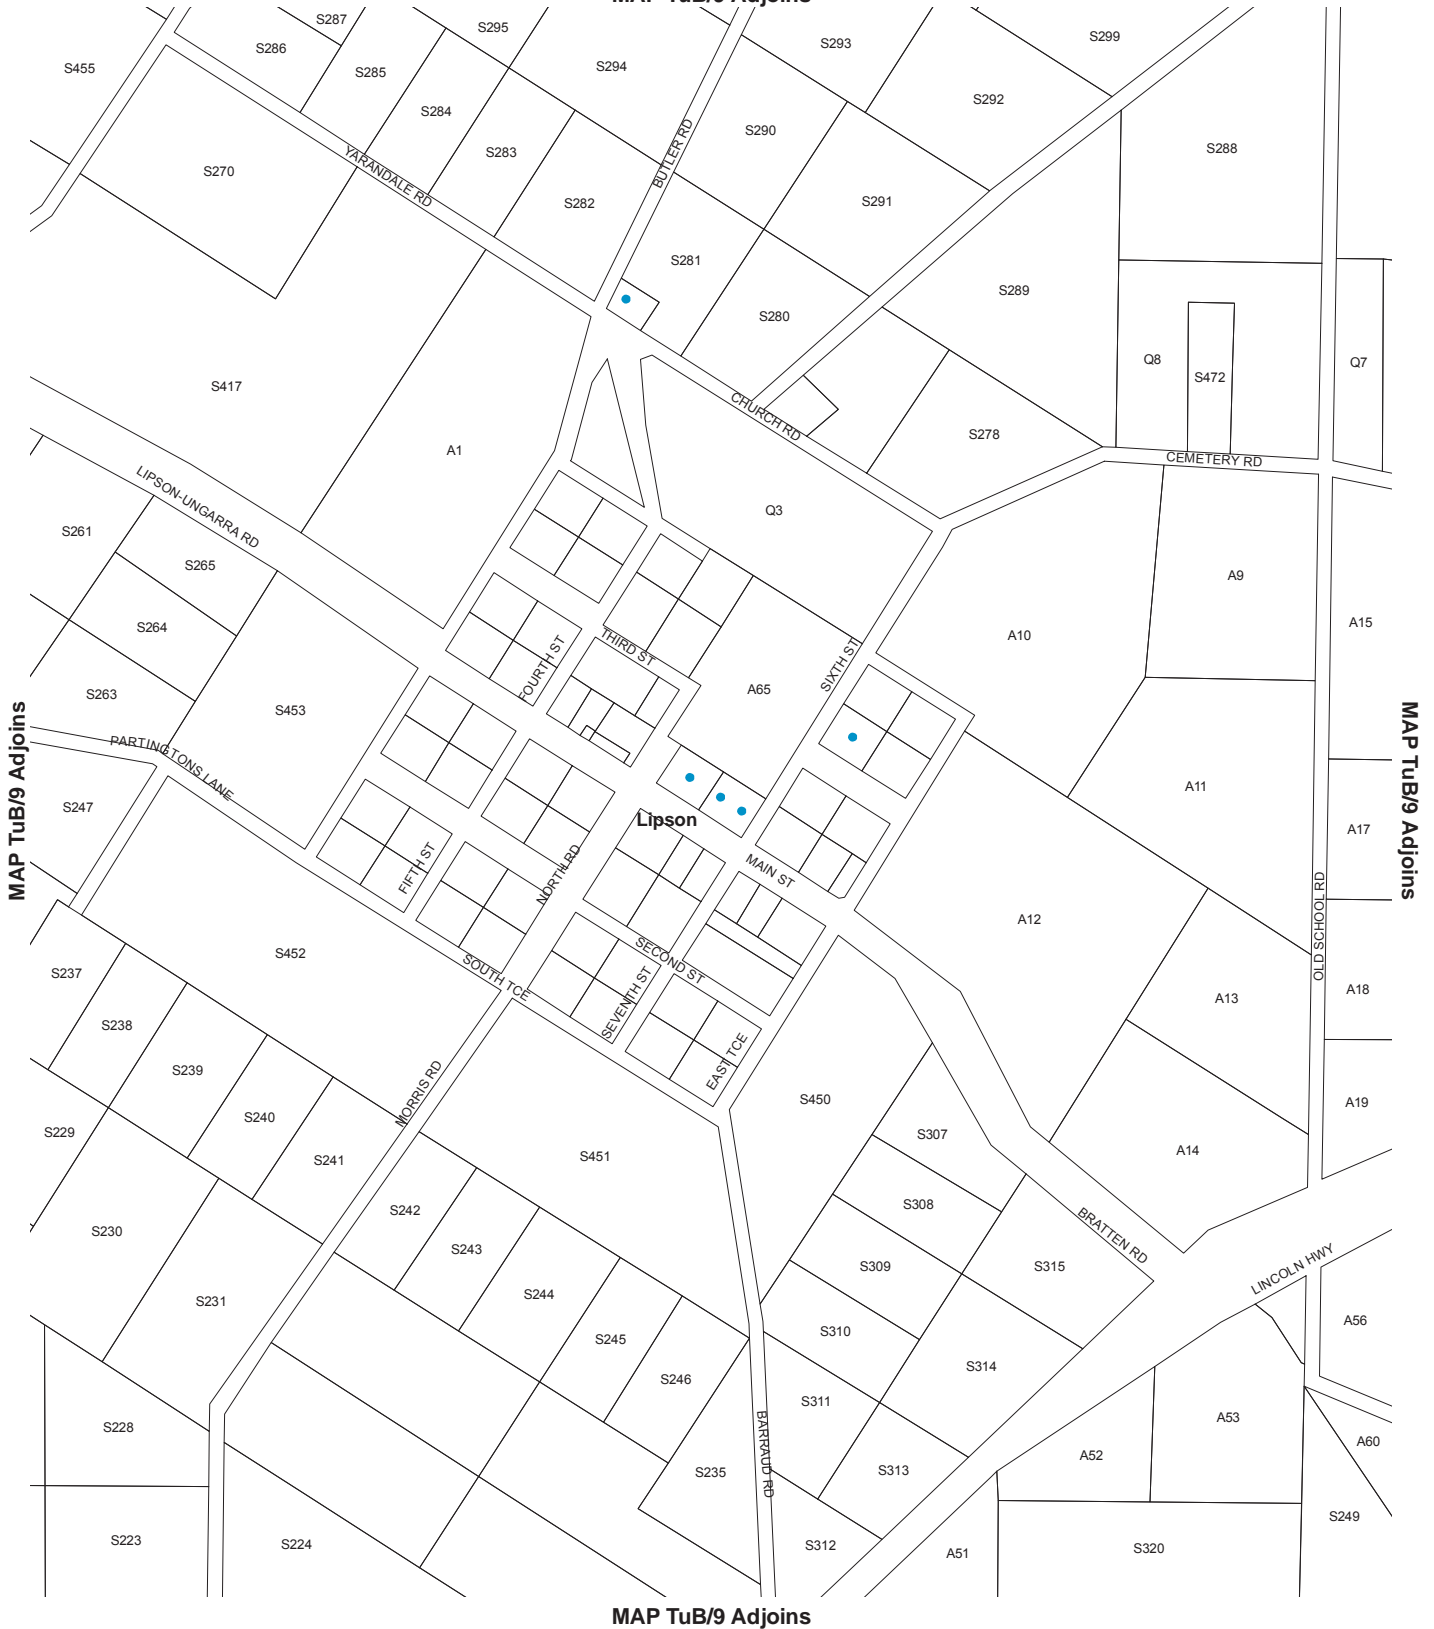 MAP TuB/9 Adjoins
S287
S295
S293
S299
S286
S455
S285
S294
S284
S292
S290
S283
S288
BUTLER RD
YARANDALE RD
S270
S282
S291
S281
S289
S280
Q8
Q7
S472
S417
CHURCH RD
S278
A1
CEMETERY RD
LIPSON-UNGARRA RD
Q3
S261
S265
A9
S264
A15
A10
THIRD ST
FOURTH ST
SIXTH ST
S263
A65
S453
MAP TuB/9 Adjoins
MAP TuB/9 Adjoins
PARTINGTONS LANE
A11
S247
Lipson
A17
FIFTH ST
NORTH RD
MAIN ST
A12
OLD SCHOOL RD
S452
SECOND ST
SOUTH TCE
S237
A18
A13
SEVENTH ST
S238
EAST TCE
S239
MORRIS RD
S450
A19
S240
S229
S307
A14
S241
S451
S308
S242
S230
BRATTEN RD
S243
S309
S315
LINCOLN HWY
S244
S231
A56
S310
S245
S314
S246
S311
A53
S228
BARRAUD RD
A60
A52
S235
S313
S249
S223
S224
S312
A51
S320
MAP TuB/9 Adjoins